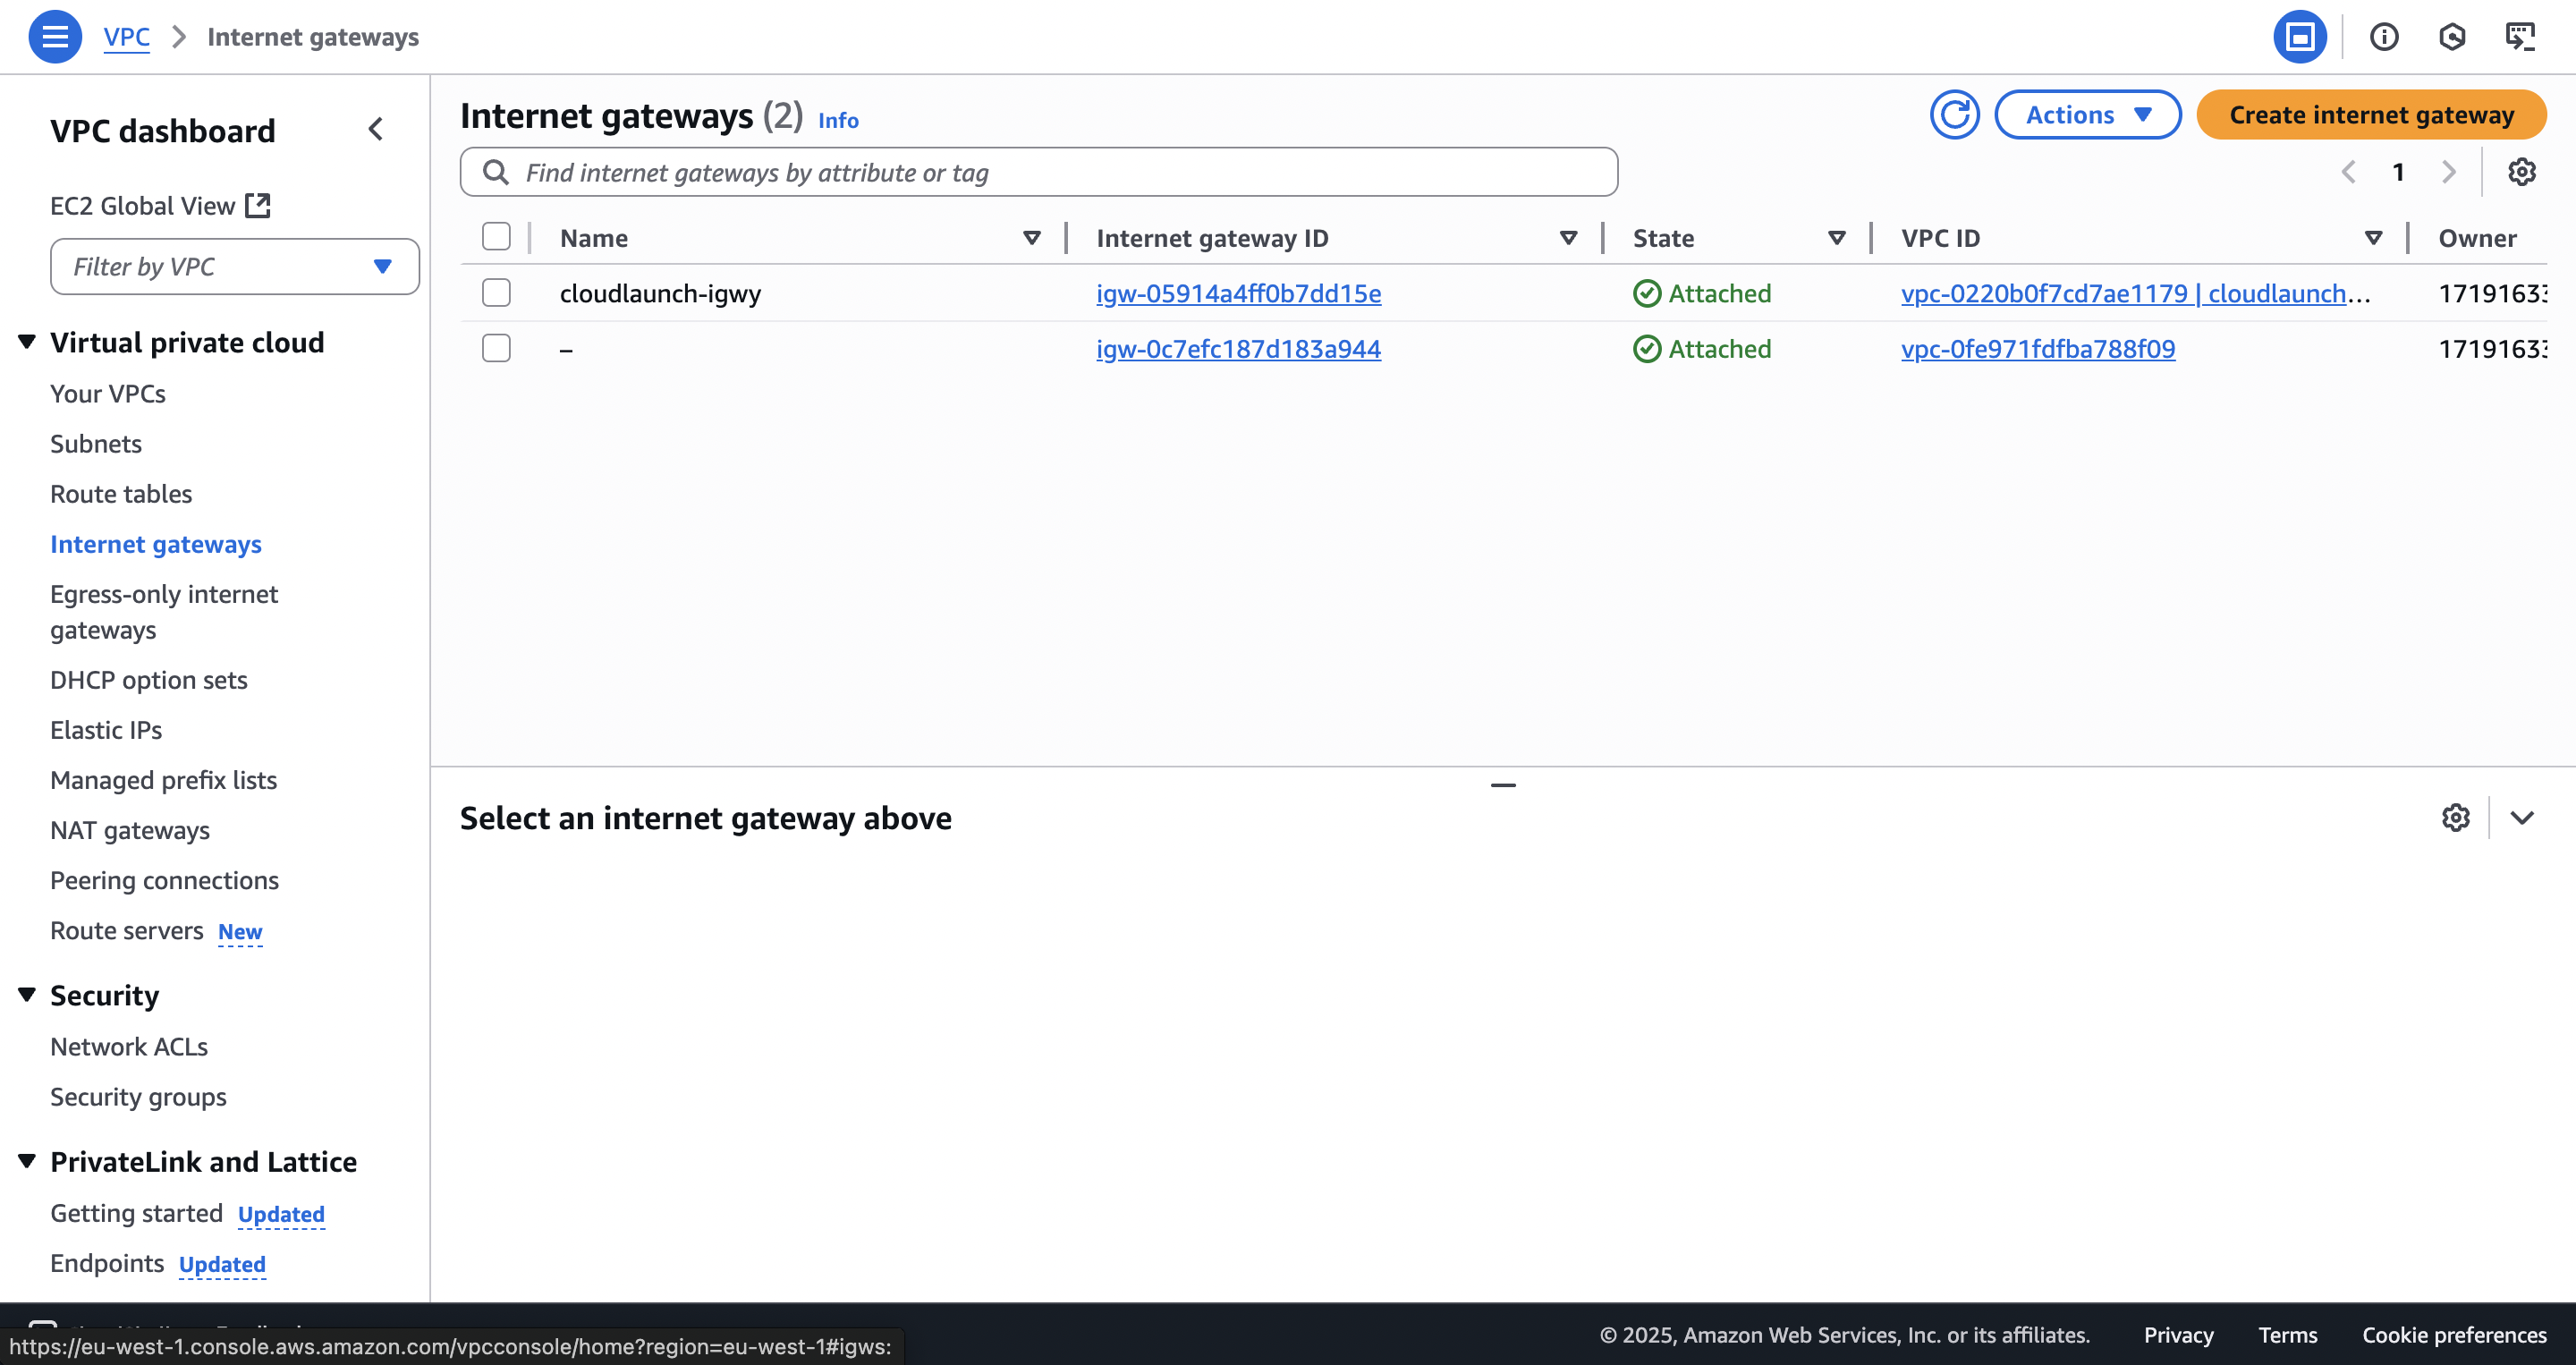 VPC > Internet gateways
VPC dashboard
EC2 Global View
Filter by VPC
Virtual private cloud
Your VPCs
Subnets
Route tables
Internet gateways
Egress-only internet
gateways
DHCP option sets
Elastic IPs
Managed prefix lists
NAT gateways
Peering connections
Route servers New
Security
Network ACLs
Security groups
PrivateLink and Lattice
Getting started Updated
Endpoints Updated
Internet gateways (2) Info
Actions
Create internet gateway
Find internet gateways by attribute or tag
1
Name Internet gateway ID State VPC ID Owner
cloudlaunch-igwy igw-05914a4ff0b7dd15e Attached vpc-0220b0f7cd7ae1179 | cloudlaunch...
– igw-0c7efc187d183a944 Attached vpc-0fe971fdfba788f09
Select an internet gateway above
https://eu-west-1.console.aws.amazon.com/vpcconsole/home?region=eu-west-1#igws:
© 2025, Amazon Web Services, Inc. or its affiliates. Privacy Terms Cookie preferences